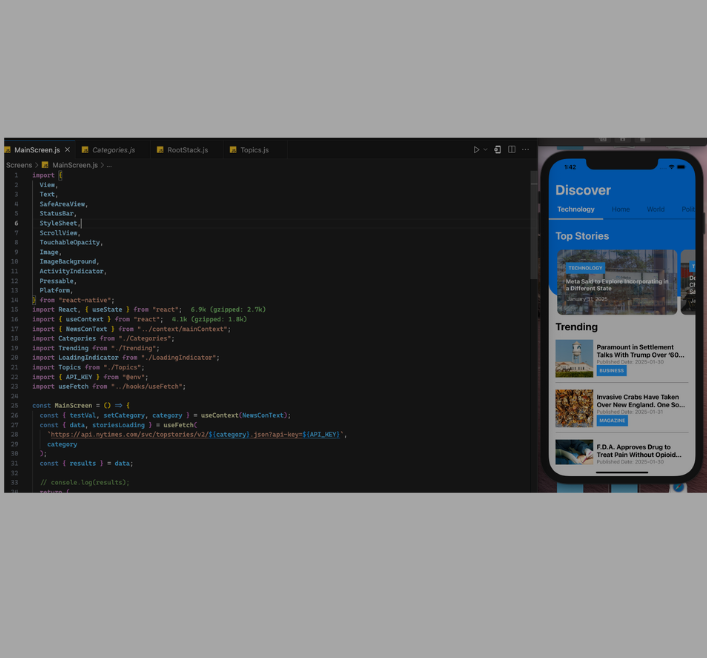 MainScreen.js
Categories.js
RootStack.js
Topics.js
Screens > MainScreen.js > ...
1 import {
2 View,
3 Text,
4 SafeAreaView,
5 StatusBar,
6 StyleSheet,
7 ScrollView,
8 TouchableOpacity,
9 Image,
10 ImageBackground,
11 ActivityIndicator,
12 Pressable,
13 Platform,
14 } from "react-native";
15 import React, { useState } from "react"; 6.9k (gzipped: 2.7k)
16 import { useContext } from "react"; 4.1k (gzipped: 1.8k)
17 import { NewsConText } from "../context/mainContext";
18 import Categories from "./Categories";
19 import Trending from "./Trending";
20 import LoadingIndicator from "./LoadingIndicator";
21 import Topics from "./Topics";
22 import { API_KEY } from "@env";
23 import useFetch from "../hooks/useFetch";
24
25 const MainScreen = () => {
26 const { testVal, setCategory, category } = useContext(NewsConText);
27 const { data, storiesLoading } = useFetch(
28 `https://api.nytimes.com/svc/topstories/v2/${category}.json?api-key=${API_KEY}`,
29 category
30 );
31 const { results } = data;
32
33 // console.log(results);
return (
1:42
Discover
Technology Home World
Top Stories
TECHNOLOGY
Meta Said to Explore Incorporating in
a Different State
January 31, 2025
Trending
Paramount in Settlement
Talks With Trump Over '60...
Published Date: 2025-01-30
BUSINESS
Invasive Crabs Have Taken
Over New England. One So...
Published Date: 2025-01-31
MAGAZINE
F.D.A. Approves Drug to
Treat Pain Without Opioid...
Published Date: 2025-01-30